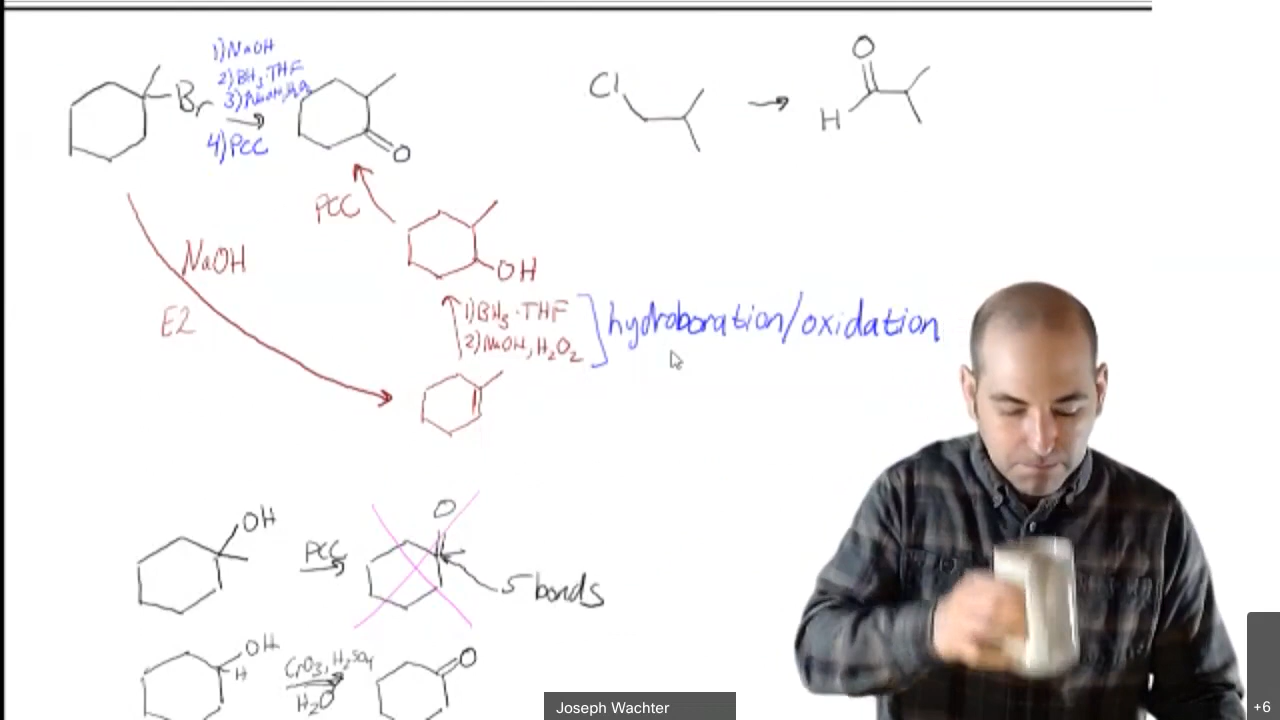 1) NaOH
2) BH3·THF
3) NaOH, H2O2
4) PCC
Br
O
Cl
O
H
PCC
NaOH
E2
OH
1) BH3·THF
2) NaOH, H2O2
hydroboration/oxidation
OH
PCC
O
5 bonds
OH
H
CrO3, H2SO4
H2O
O
Joseph Wachter
+6